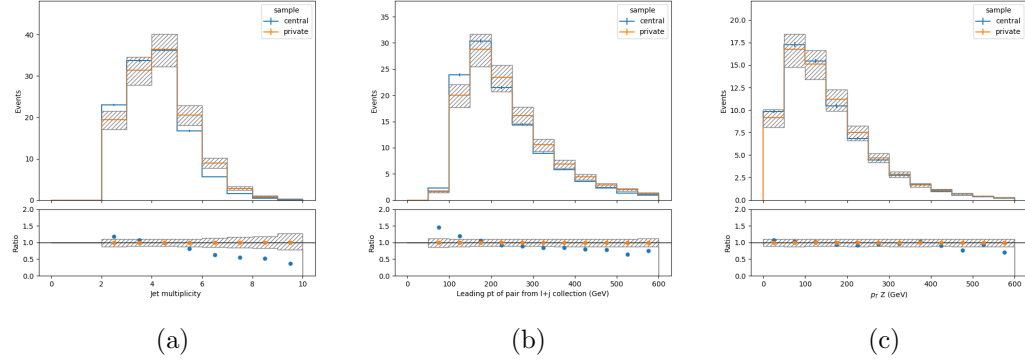 sample
central
private
40
30
20
10
0
Events
2.0
1.5
1.0
0.5
0.0
Ratio
0 2 4 6 8 10
Jet multiplicity
(a)
sample
central
private
35
30
25
20
15
10
5
0
Events
2.0
1.5
1.0
0.5
0.0
Ratio
0 100 200 300 400 500 600
Leading pt of pair from l+j collection (GeV)
(b)
sample
central
private
20.0
17.5
15.0
12.5
10.0
7.5
5.0
2.5
0.0
Events
2.0
1.5
1.0
0.5
0.0
Ratio
0 100 200 300 400 500 600
pT Z (GeV)
(c)